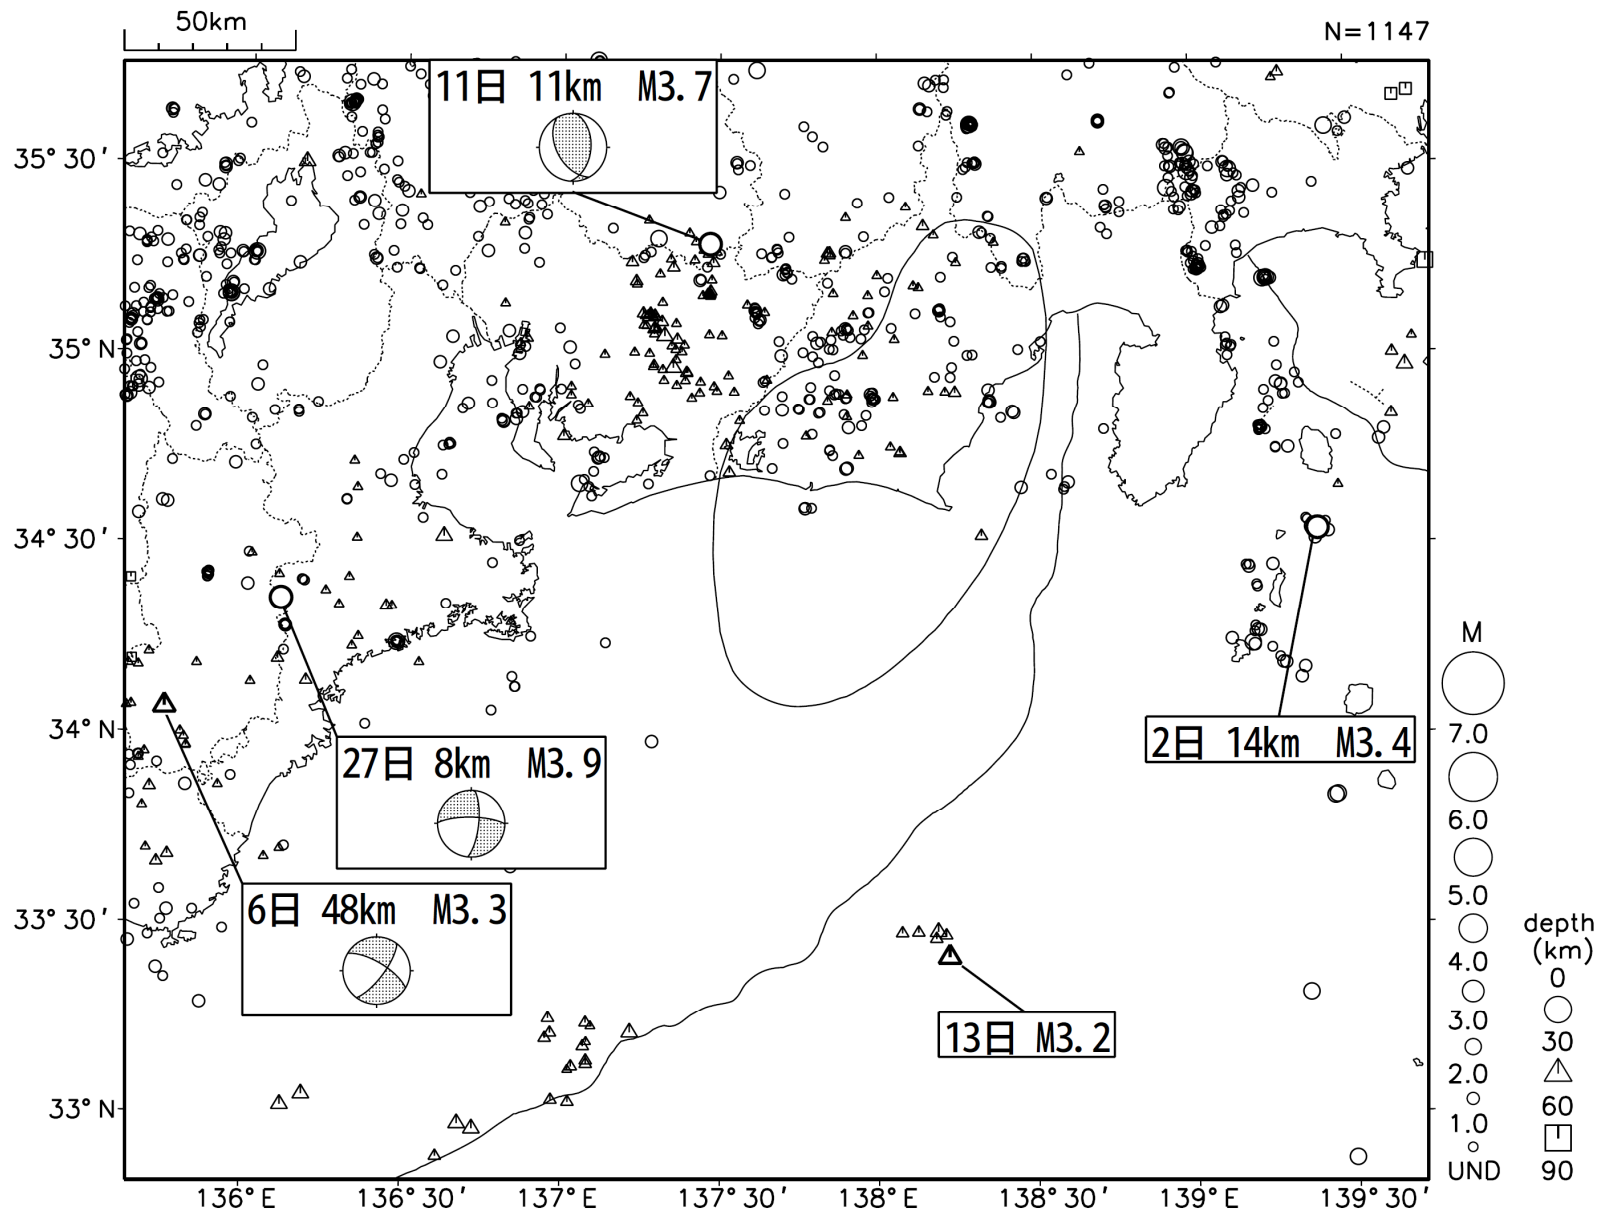 50km
N=1147
11日 11km M3.7
35°30′
35°N
34°30′
34°N
33°30′
33°N
27日 8km M3.9
6日 48km M3.3
2日 14km M3.4
13日 M3.2
M
7.0
6.0
5.0
4.0
3.0
2.0
1.0
UND
depth
(km)
0
30
60
90
136°E
136°30′
137°E
137°30′
138°E
138°30′
139°E
139°30′